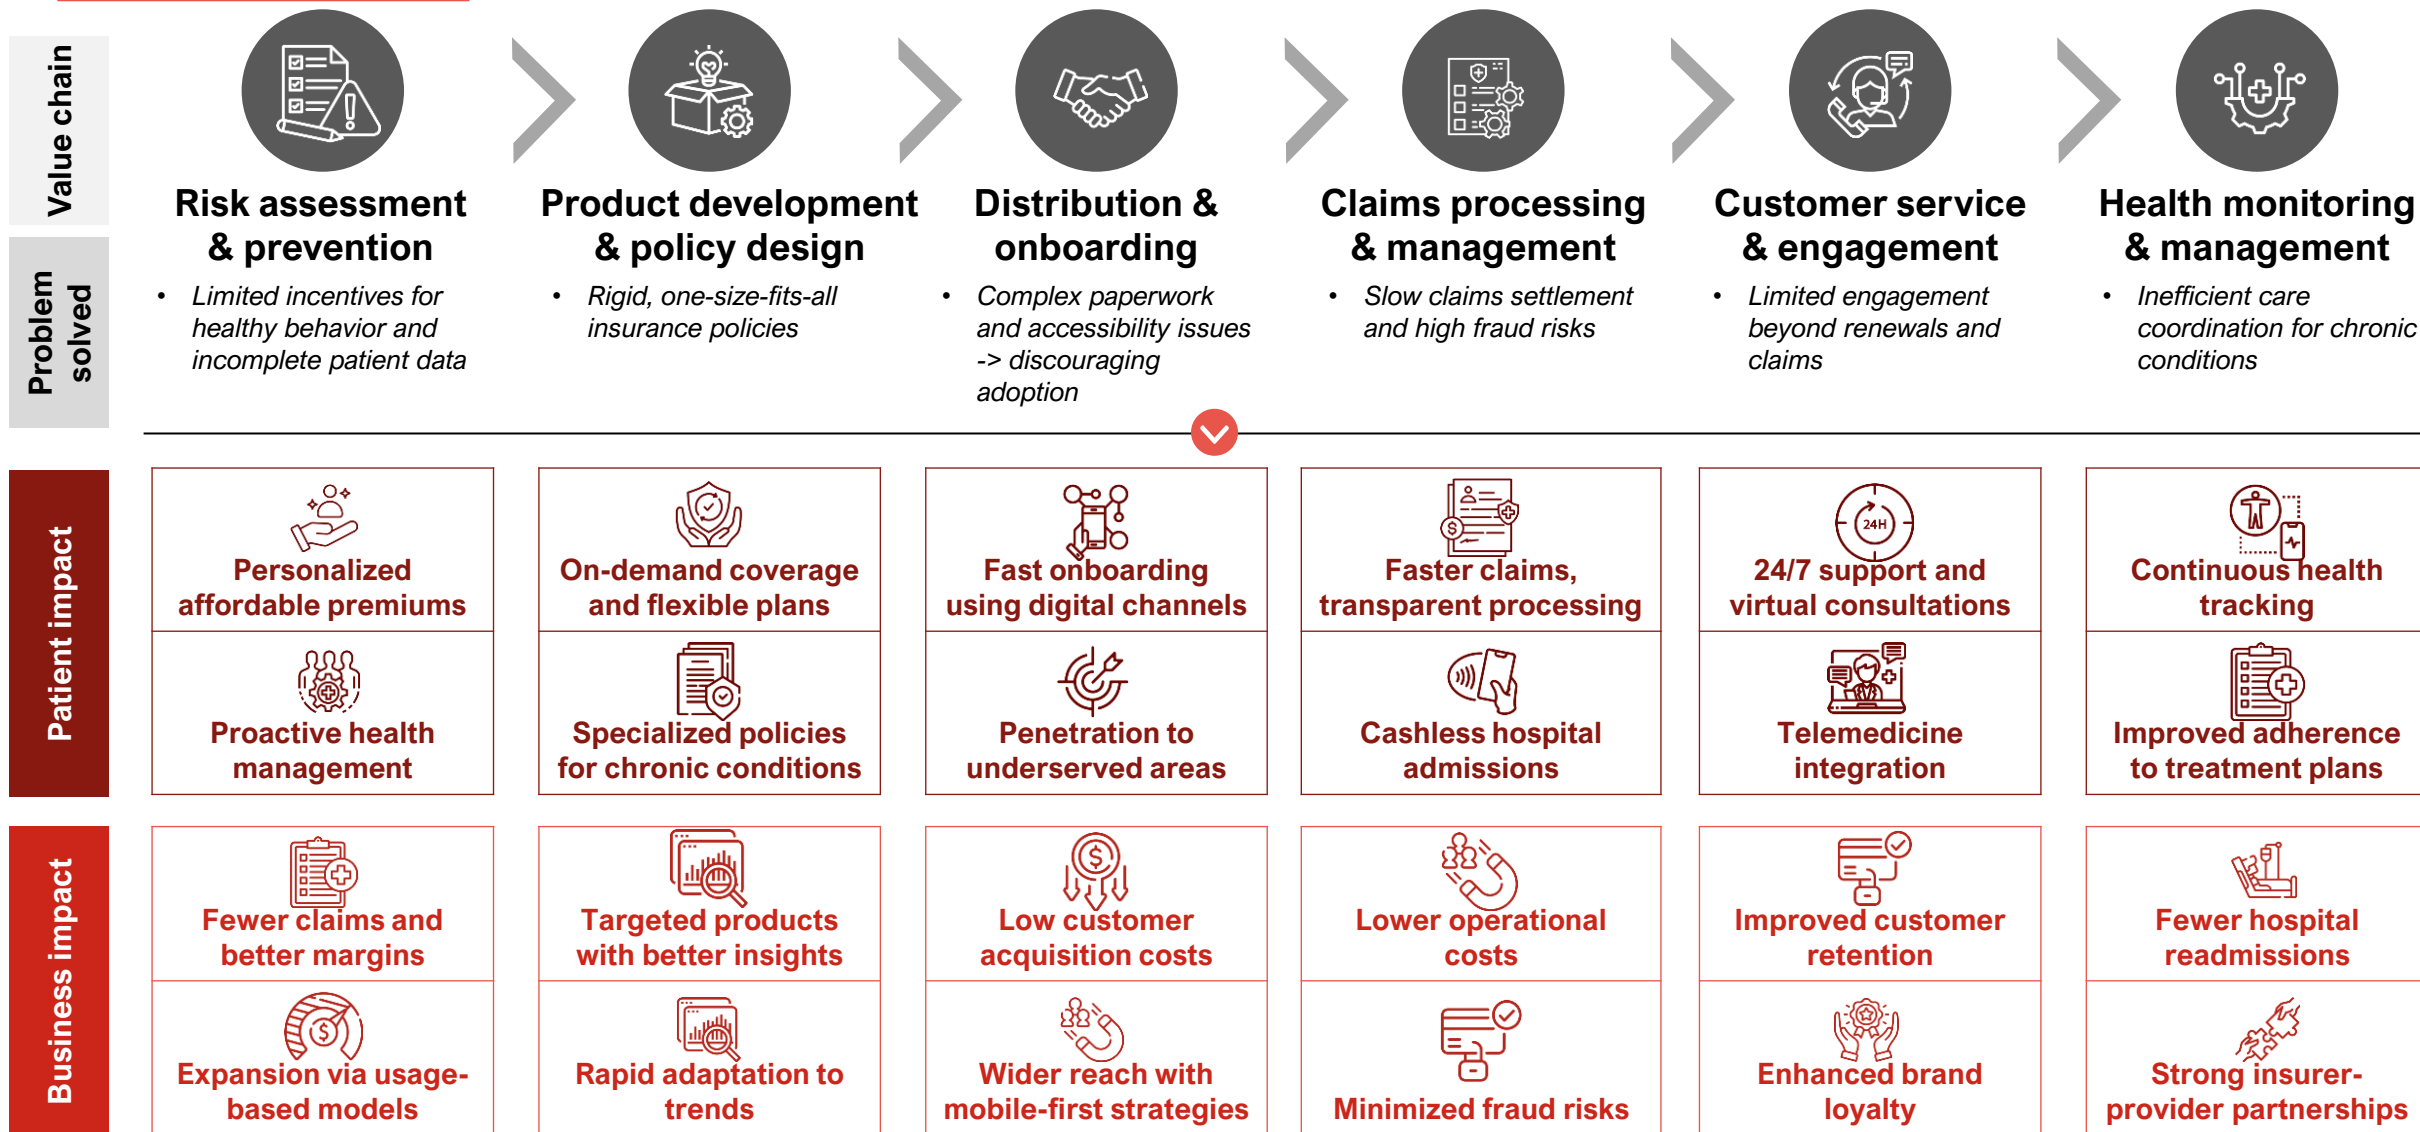 Value chain
Risk assessment
& prevention
Product development
& policy design
Distribution &
onboarding
Claims processing
& management
Customer service
& engagement
Health monitoring
& management
Problem
solved
• Limited incentives for
healthy behavior and
incomplete patient data
• Rigid, one-size-fits-all
insurance policies
• Complex paperwork
and accessibility issues
-> discouraging
adoption
• Slow claims settlement
and high fraud risks
• Limited engagement
beyond renewals and
claims
• Inefficient care
coordination for chronic
conditions
Patient impact
Personalized
affordable premiums
On-demand coverage
and flexible plans
Fast onboarding
using digital channels
Faster claims,
transparent processing
24H
24/7 support and
virtual consultations
Continuous health
tracking
Proactive health
management
Specialized policies
for chronic conditions
Penetration to
underserved areas
Cashless hospital
admissions
Telemedicine
integration
Improved adherence
to treatment plans
Business impact
Fewer claims and
better margins
Targeted products
with better insights
Low customer
acquisition costs
Lower operational
costs
Improved customer
retention
Fewer hospital
readmissions
Expansion via usage-
based models
Rapid adaptation to
trends
Wider reach with
mobile-first strategies
Minimized fraud risks
Enhanced brand
loyalty
Strong insurer-
provider partnerships